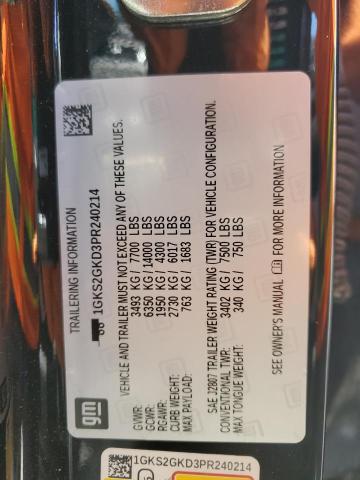 gm
TRAILERING INFORMATION
1GKS2GKD3PR240214
VEHICLE AND TRAILER MUST NOT EXCEED ANY OF THESE VALUES.
GVWR: 3493 KG / 7700 LBS
GCWR: 6350 KG / 14000 LBS
RGAWR: 1950 KG / 4300 LBS
CURB WEIGHT: 2730 KG / 6017 LBS
MAX PAYLOAD: 763 KG / 1683 LBS
SAE J2807 TRAILER WEIGHT RATING (TWR) FOR VEHICLE CONFIGURATION.
CONVENTIONAL TWR: 3402 KG / 7500 LBS
MAX TONGUE WEIGHT: 340 KG / 750 LBS
SEE OWNER'S MANUAL FOR MORE INFORMATION
1GKS2GKD3PR240214